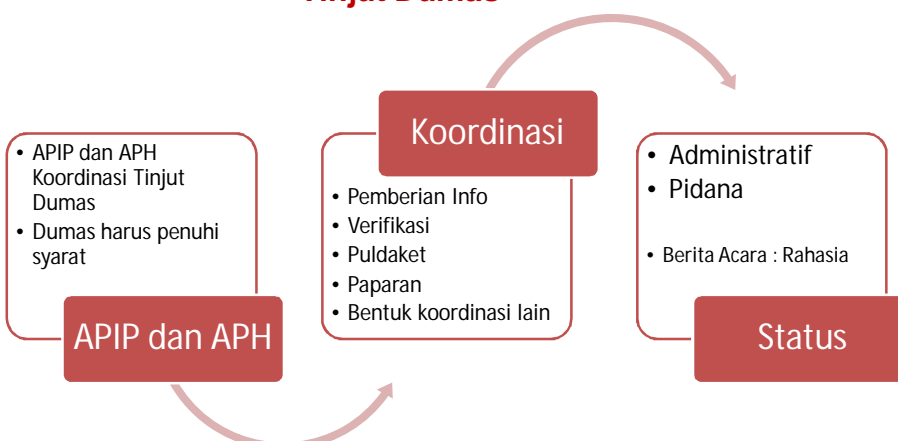 Tinjut Dumas
• APIP dan APH
Koordinasi Tinjut
Dumas
• Dumas harus penuhi
syarat
APIP dan APH
Koordinasi
• Pemberian Info
• Verifikasi
• Puldaket
• Paparan
• Bentuk koordinasi lain
• Administratif
• Pidana
• Berita Acara : Rahasia
Status